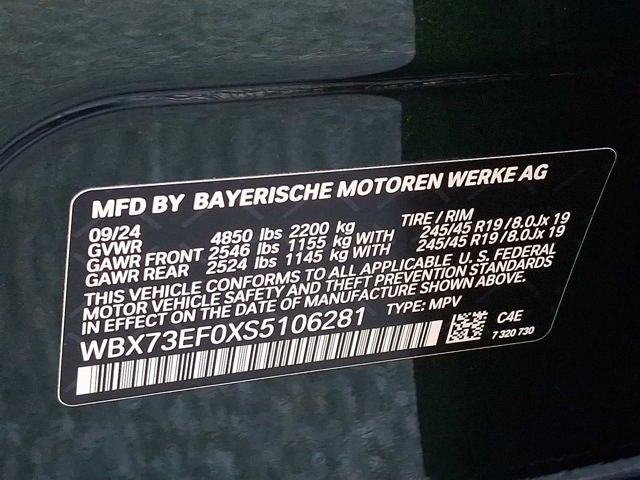 MFD BY BAYERISCHE MOTOREN WERKE AG
09/24 TIRE / RIM
GVWR 4850 lbs 2200 kg
GAWR FRONT 2546 lbs 1155 kg WITH 245/45 R19 / 8.0Jx 19
GAWR REAR 2524 lbs 1145 kg WITH 245/45 R19 / 8.0Jx 19
THIS VEHICLE CONFORMS TO ALL APPLICABLE U. S. FEDERAL
MOTOR VEHICLE SAFETY AND THEFT PREVENTION STANDARDS
IN EFFECT ON THE DATE OF MANUFACTURE SHOWN ABOVE.
WBX73EF0XS5106281 TYPE: MPV
C4E
7 320 730